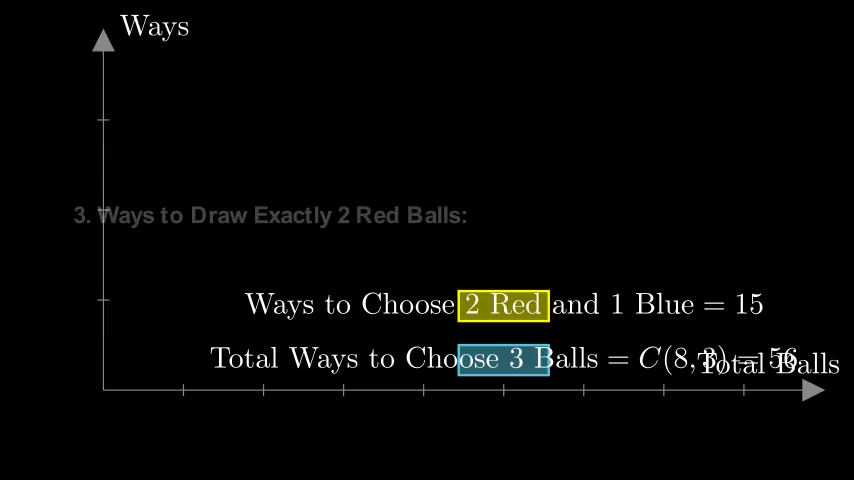 Ways
3. Ways to Draw Exactly 2 Red Balls:
Ways to Choose 2 Red and 1 Blue = 15
Total Ways to Choose 3 Balls = C(8, 3) = 56
Total Balls